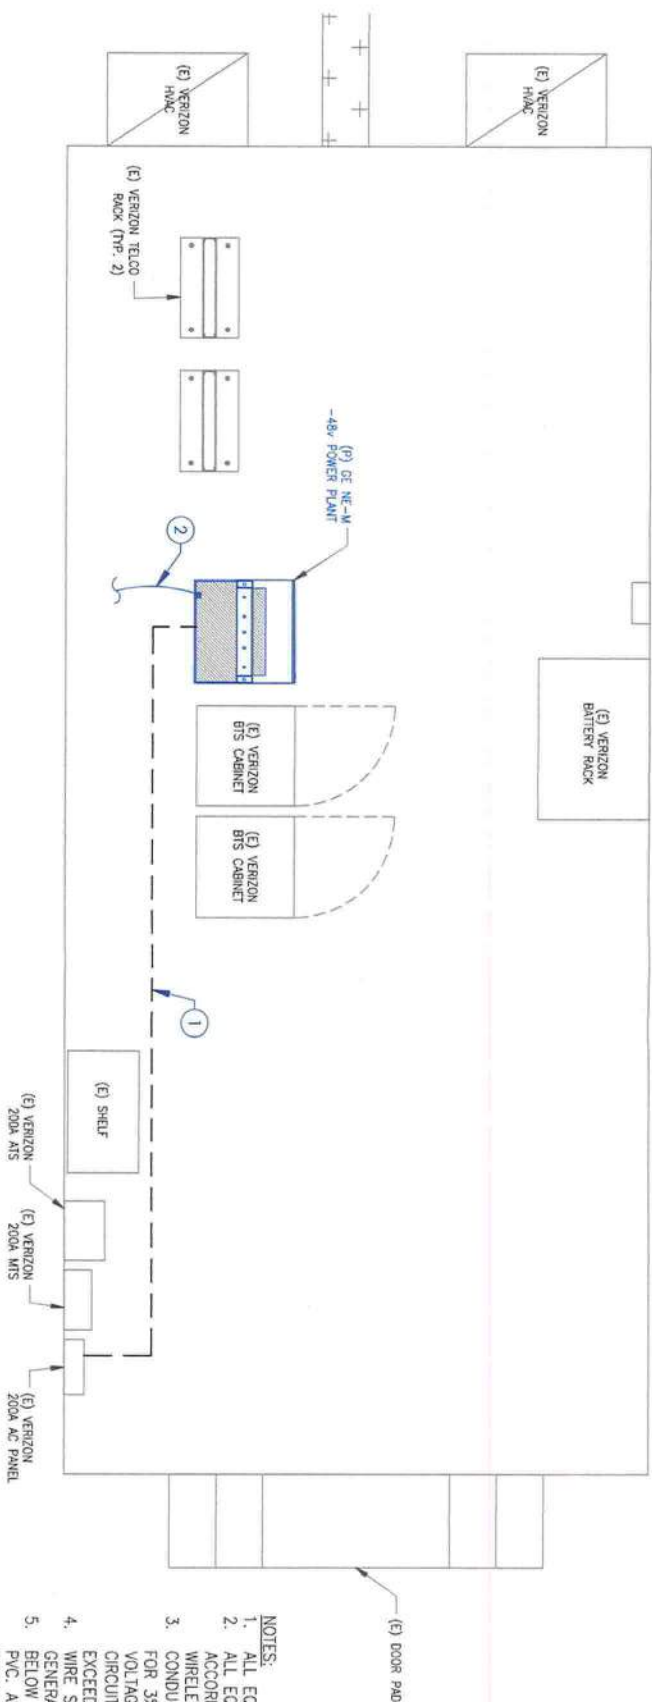 (E) VERIZON
HVAC
(E) VERIZON
HVAC
(E) VERIZON TELCO
RACK (TYP. 2)
(P) GE NE-M
-48v POWER PLANT
2
(E) VERIZON
BATTERY RACK
(E) VERIZON
BTS CABINET
(E) VERIZON
BTS CABINET
1
(E) SHELF
(E) VERIZON
200A ATS
(E) VERIZON
200A MTS
(E) VERIZON
200A AC PANEL
(E) DOOR PAD
NOTES:
1. ALL EQ
2. ALL EQ
ACCORI
WIRELE
3. CONDU
FOR 35
VOLTAG
CIRCUIT
EXCEED
4. WIRE S
GENERA
5. BELOW
PVC. A